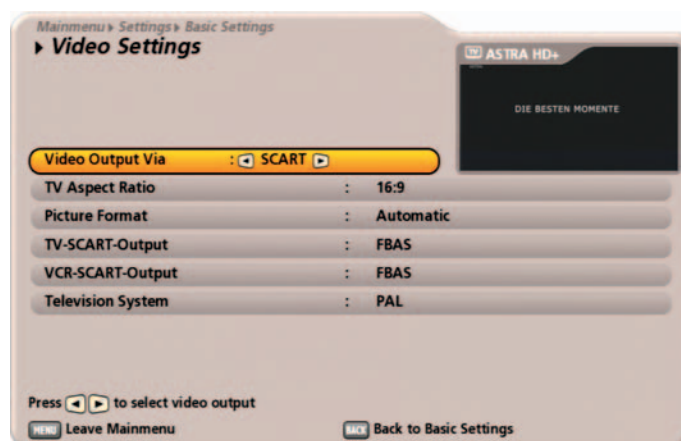 Mainmenu Settings Basic Settings
Video Settings
TV ASTRA HD+
DIE BESTEN MOMENTE
Video Output Via : SCART
TV Aspect Ratio : 16:9
Picture Format : Automatic
TV-SCART-Output : FBAS
VCR-SCART-Output : FBAS
Television System : PAL
Press to select video output
MENU Leave Mainmenu
BACK Back to Basic Settings